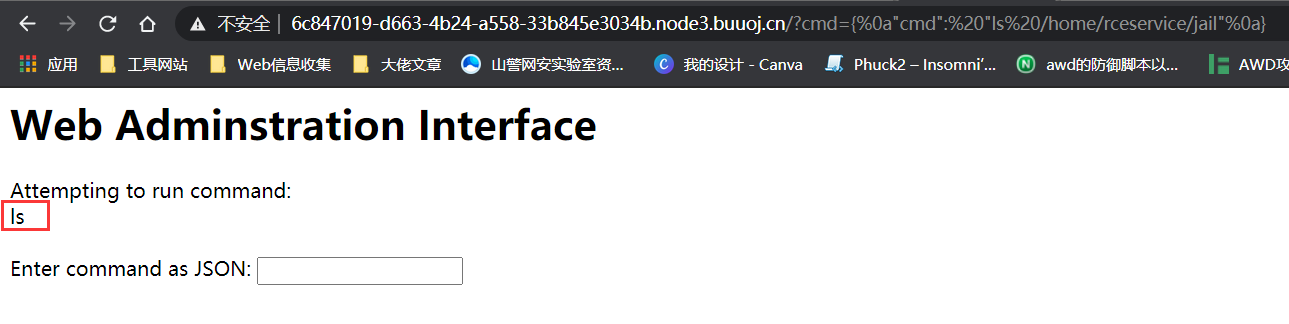 不安全 | 6c847019-d663-4b24-a558-33b845e3034b.node3.buuoj.cn/?cmd={%0a"cmd":%20"ls%20/home/rceservice/jail"%0a}
应用 工具网站 Web信息收集 大佬文章 山警网安实验室资... 我的设计 - Canva Phuck2 – Insomni'... awd的防御脚本以... AWD攻
Web Adminstration Interface
Attempting to run command:
ls
Enter command as JSON: